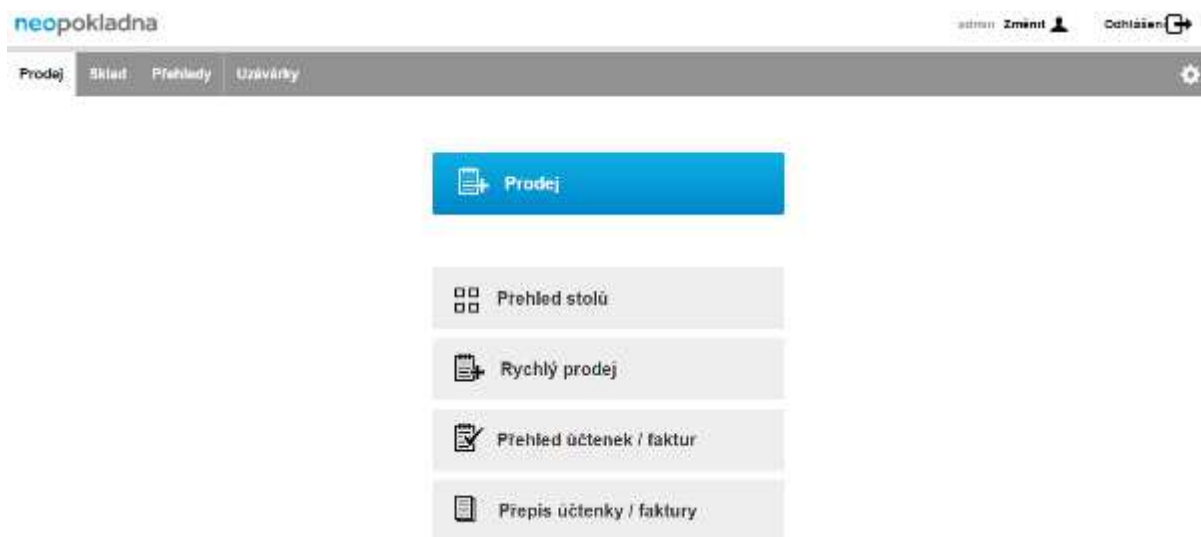 neopokladna
admin Změnit Odhlášení
Prodej Sklad Přehledy Uzávěrky
Prodej
Přehled stolů
Rychlý prodej
Přehled účtenek / faktur
Přepis účtenky / faktury